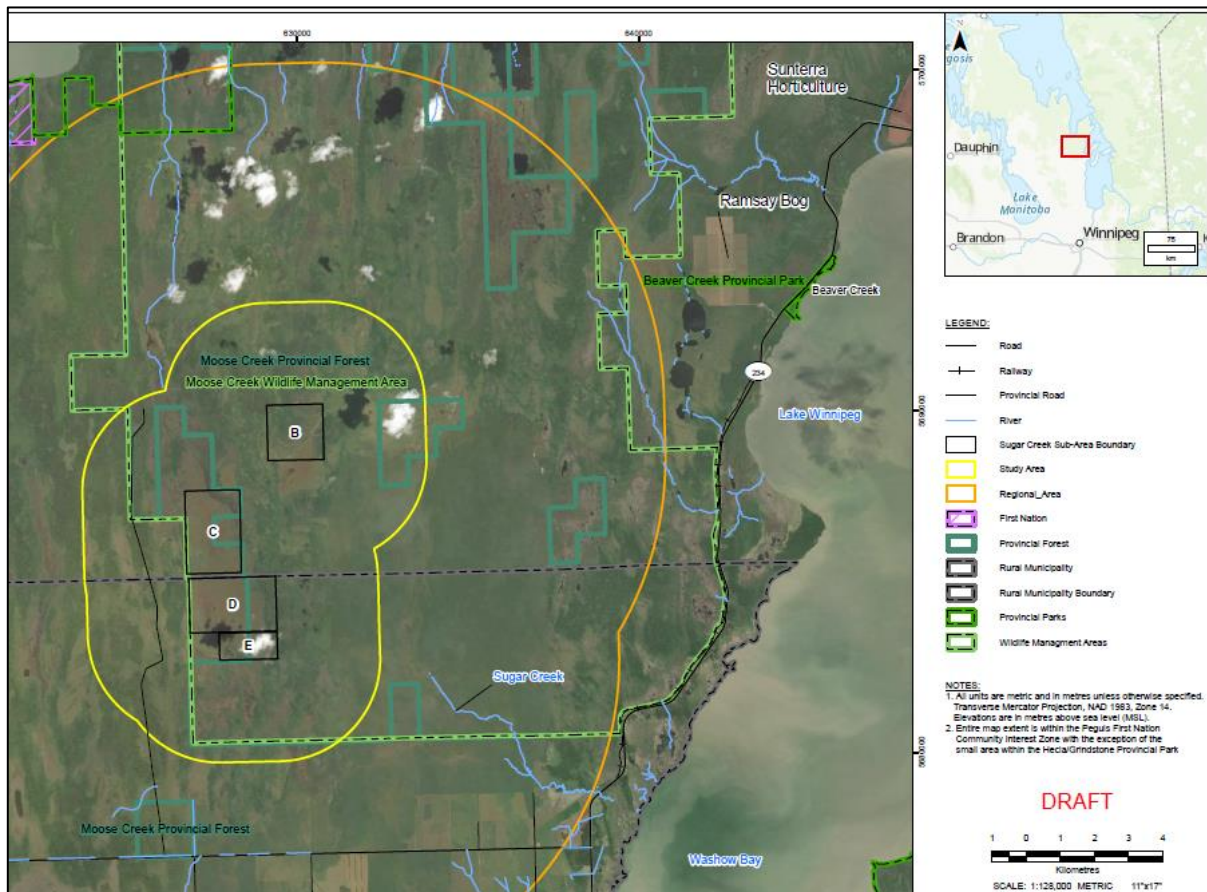 630000
640000
5700000
5690000
5680000
Sunterra
Horticulture
Ramsay Bog
Beaver Creek Provincial Park
Beaver Creek
234
Lake Winnipeg
Moose Creek Provincial Forest
Moose Creek Wildlife Management Area
B
C
D
E
Sugar Creek
Moose Creek Provincial Forest
Washow Bay
N
Dauphin
Lake
Manitoba
Brandon
Winnipeg
75
km
LEGEND:
Road
Railway
Provincial Road
River
Sugar Creek Sub-Area Boundary
Study Area
Regional_Area
First Nation
Provincial Forest
Rural Municipality
Rural Municipality Boundary
Provincial Parks
Wildlife Managment Areas
NOTES:
1. All units are metric and in metres unless otherwise specified.
Transverse Mercator Projection, NAD 1983, Zone 14.
Elevations are in metres above sea level (MSL).
2. Entire map extent is within the Peguis First Nation
Community Interest Zone with the exception of the
small area within the Hecla/Grindstone Provincial Park
DRAFT
1 0 1 2 3 4
Kilometres
SCALE: 1:128,000 METRIC 11"x17"